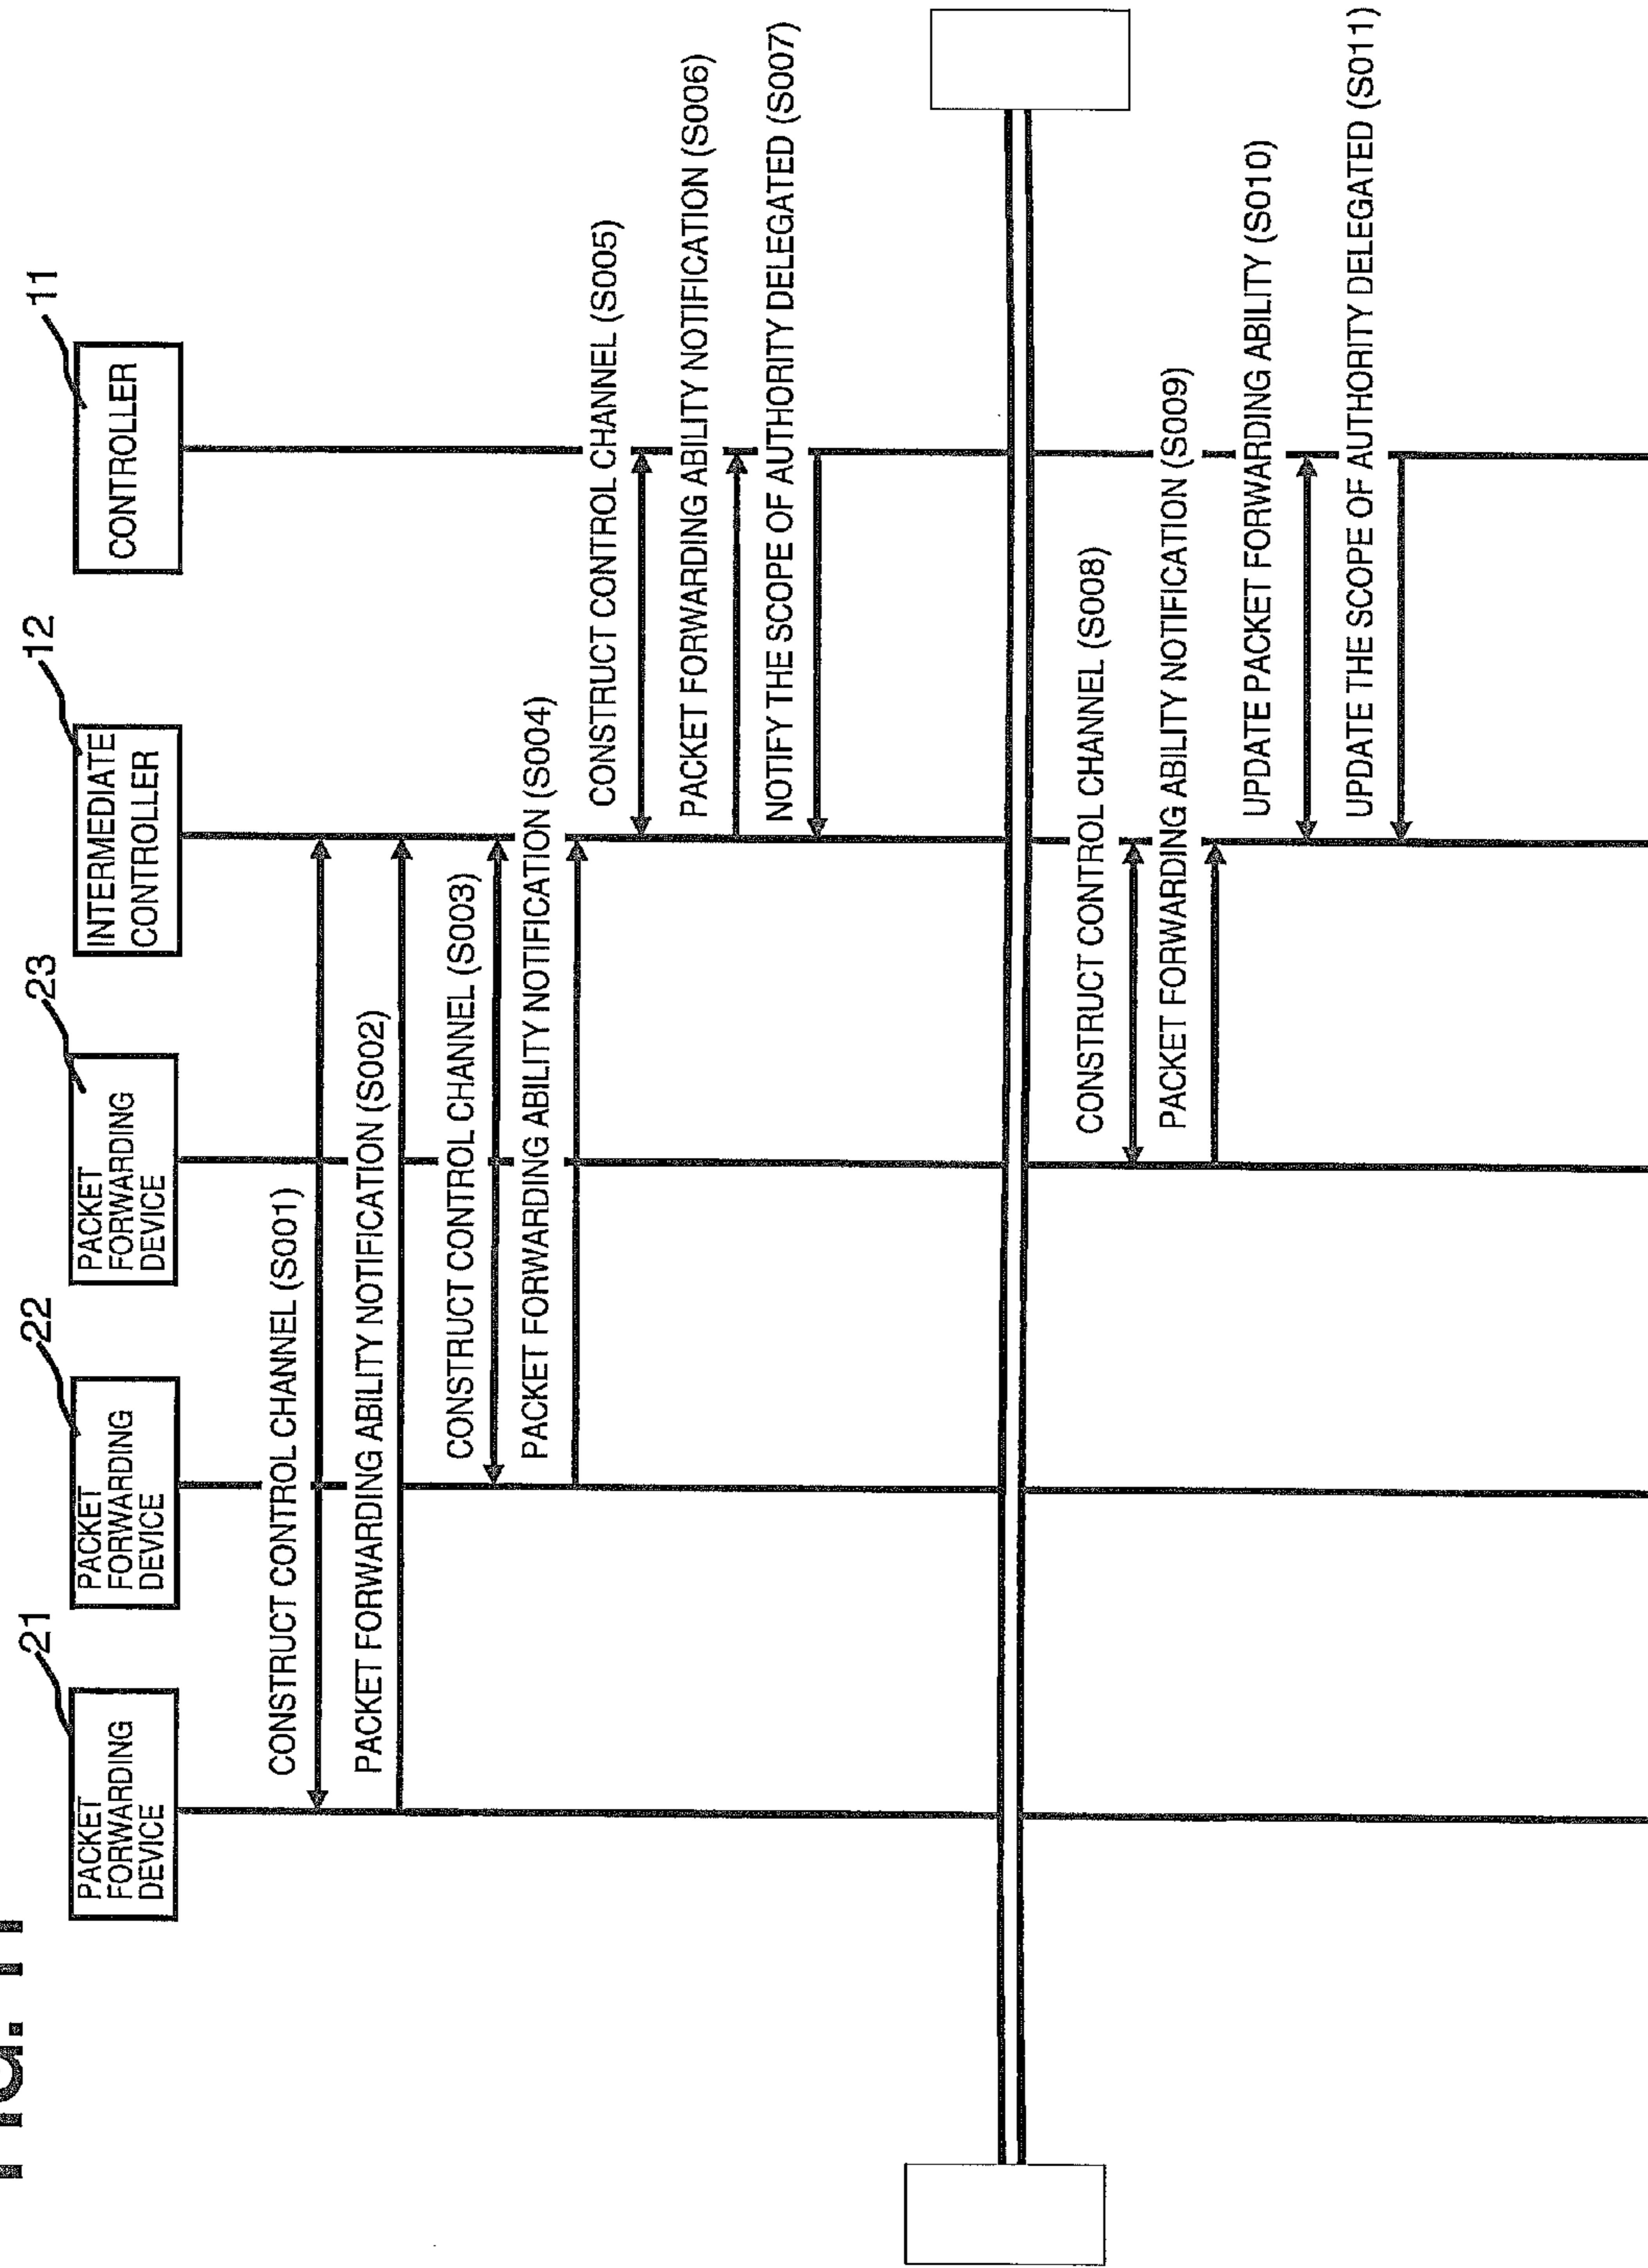 21
PACKET
FORWARDING
DEVICE
22
PACKET
FORWARDING
DEVICE
23
PACKET
FORWARDING
DEVICE
12
INTERMEDIATE
CONTROLLER
11
CONTROLLER
CONSTRUCT CONTROL CHANNEL (S001)
PACKET FORWARDING ABILITY NOTIFICATION (S002)
CONSTRUCT CONTROL CHANNEL (S003)
PACKET FORWARDING ABILITY NOTIFICATION (S004)
CONSTRUCT CONTROL CHANNEL (S005)
PACKET FORWARDING ABILITY NOTIFICATION (S006)
NOTIFY THE SCOPE OF AUTHORITY DELEGATED (S007)
CONSTRUCT CONTROL CHANNEL (S008)
PACKET FORWARDING ABILITY NOTIFICATION (S009)
UPDATE PACKET FORWARDING ABILITY (S010)
UPDATE THE SCOPE OF AUTHORITY DELEGATED (S011)